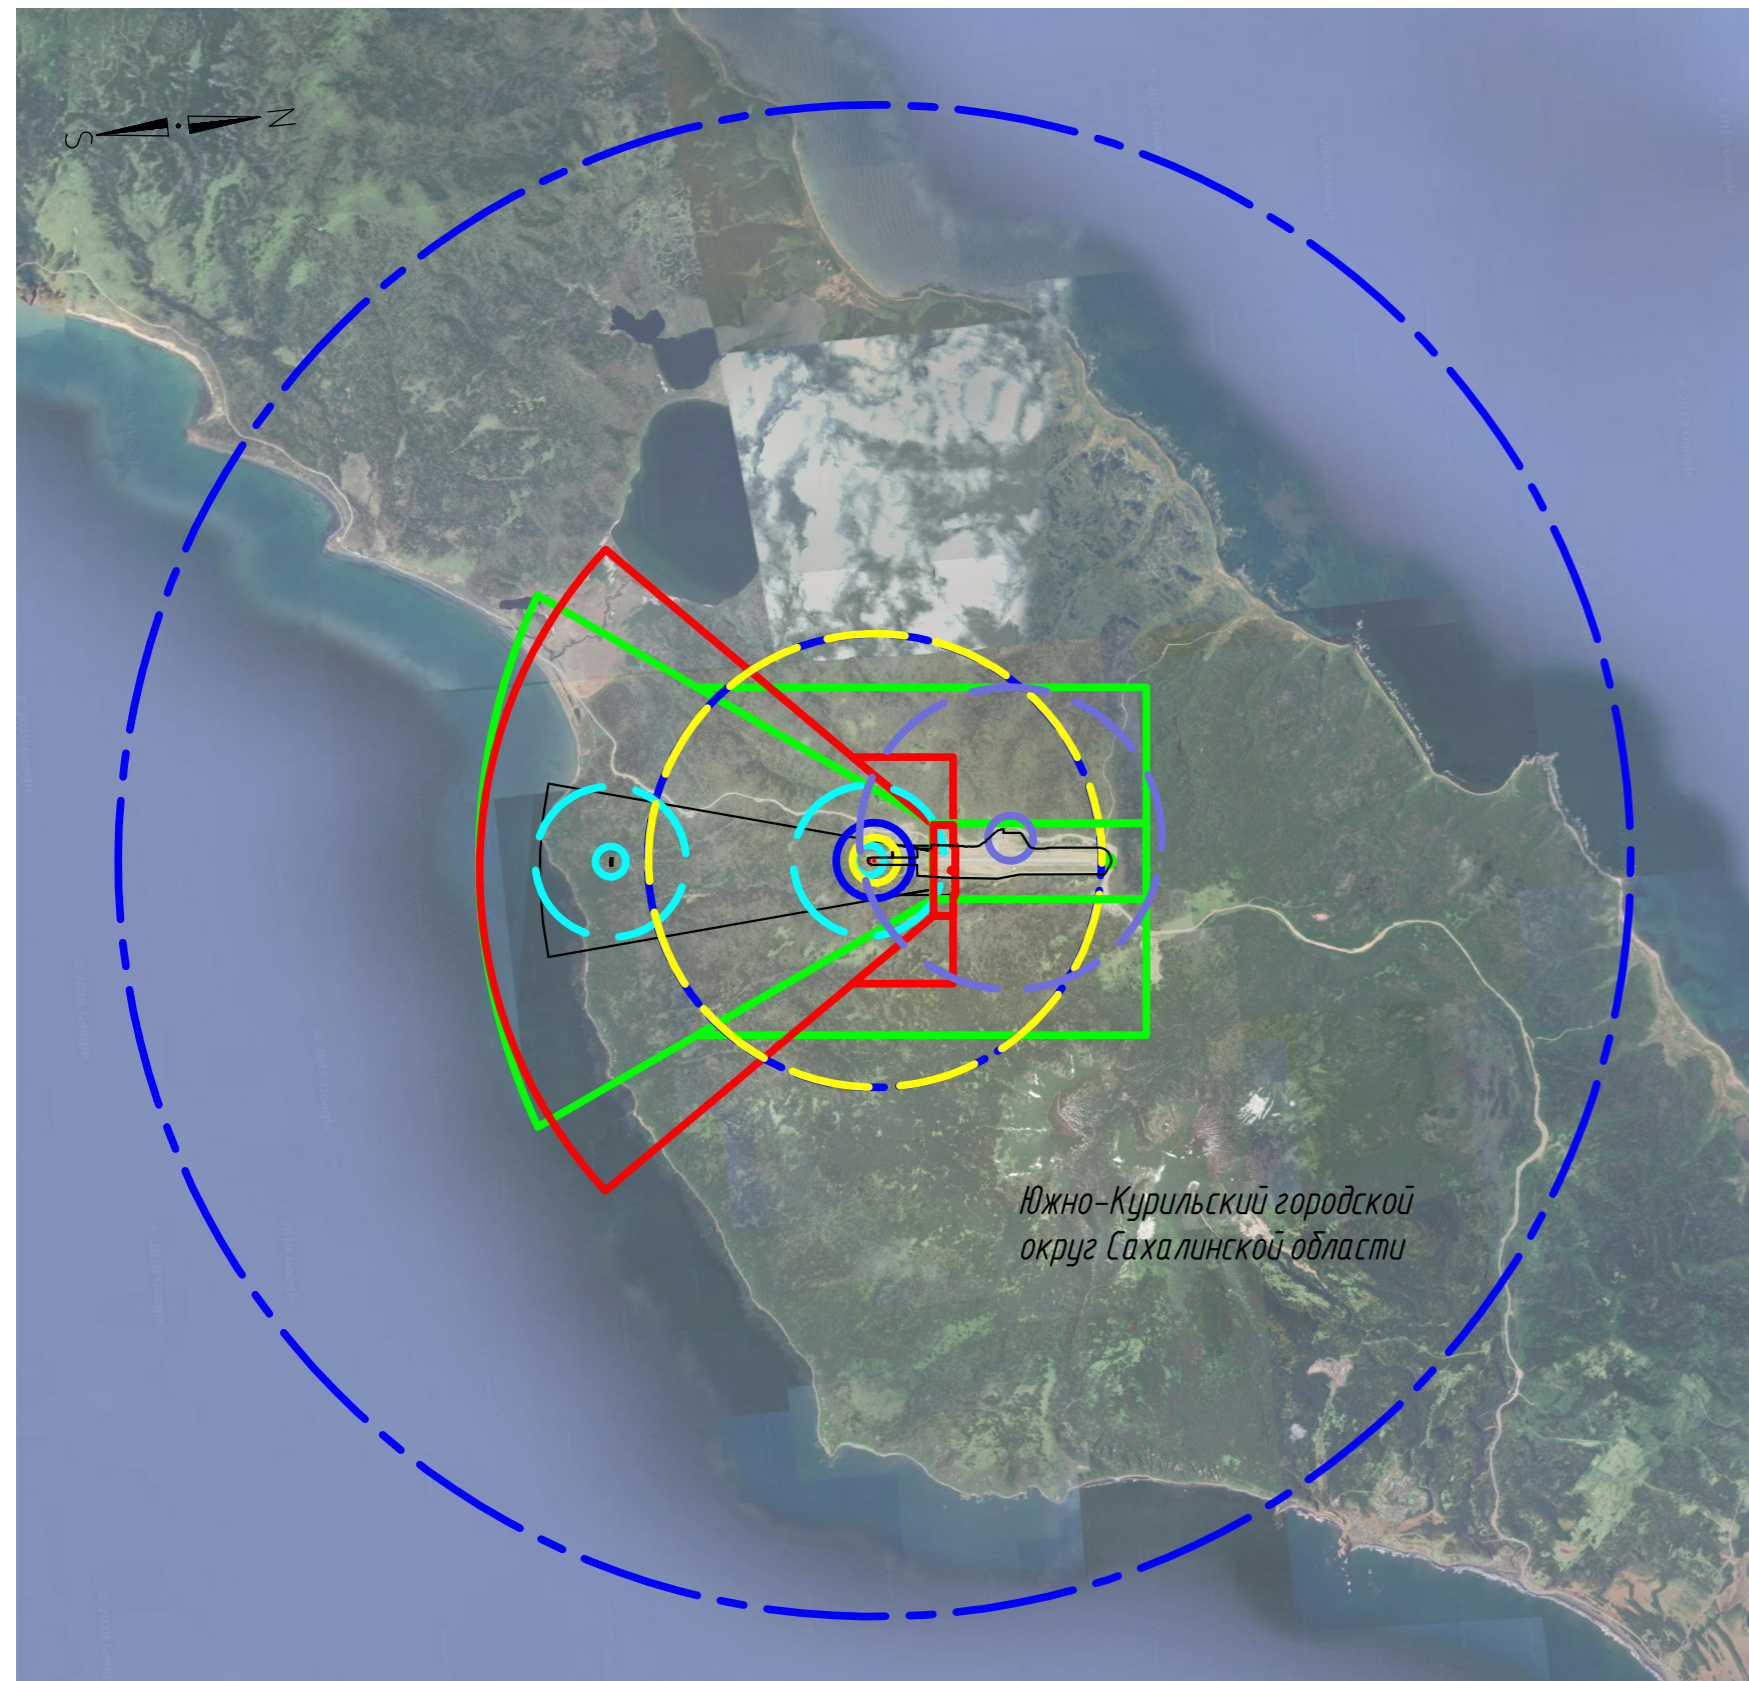 S
N
Южно-Курильский городской
округ Сахалинской области